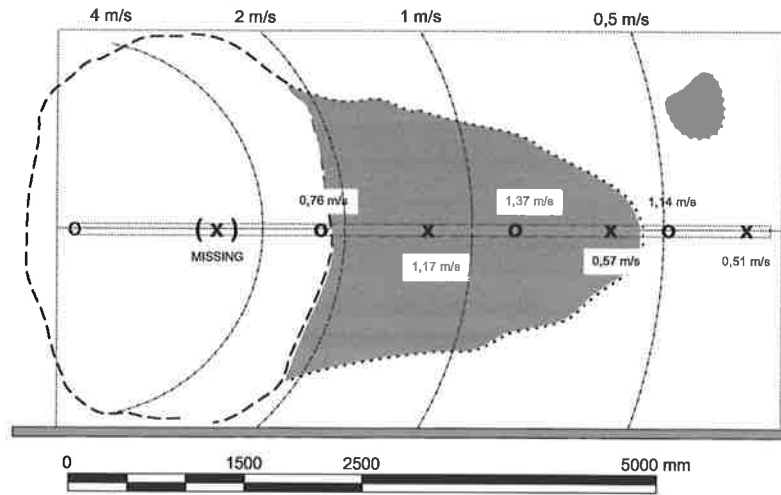 4 m/s 2 m/s 1 m/s 0,5 m/s
0,76 m/s 1,37 m/s 1,14 m/s
O (X) O X O X O X
MISSING 1,17 m/s 0,57 m/s 0,51 m/s
0 1500 2500 5000 mm